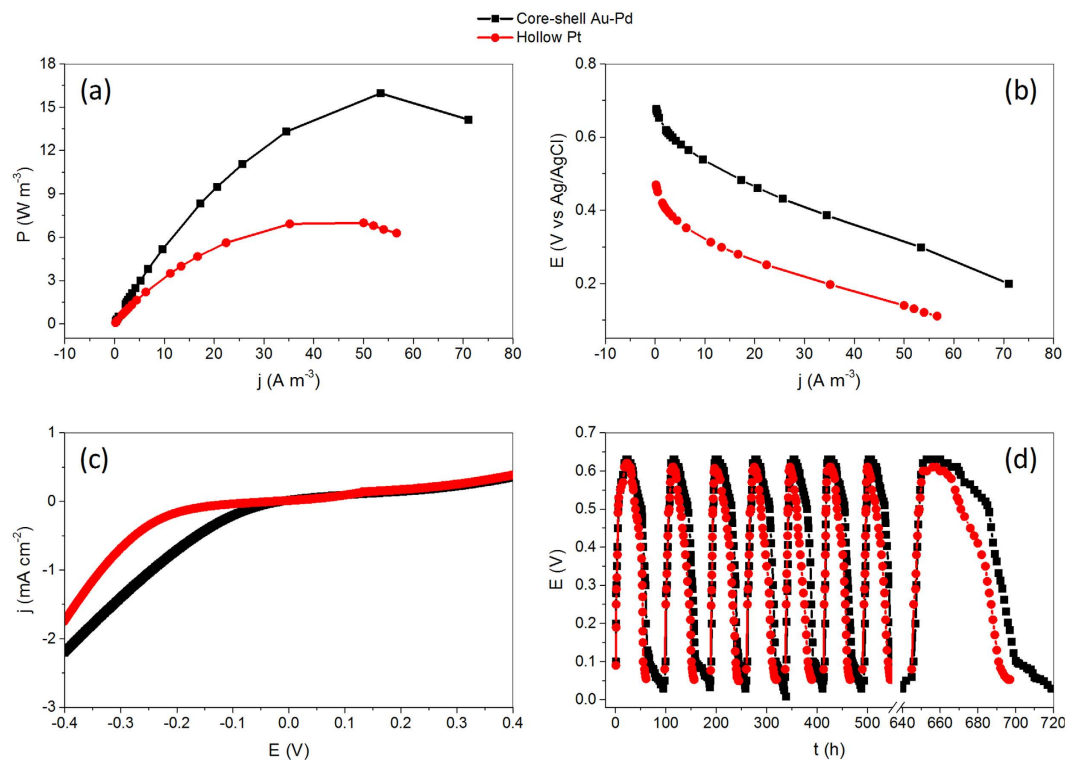 Core-shell Au-Pd
Hollow Pt
(a)
P (W m⁻³)
18
15
12
9
6
3
0
-10 0 10 20 30 40 50 60 70 80
j (A m⁻³)
(b)
E (V vs Ag/AgCl)
0.8
0.6
0.4
0.2
-10 0 10 20 30 40 50 60 70 80
j (A m⁻³)
(c)
j (mA cm⁻²)
1
0
-1
-2
-3
-0.4 -0.3 -0.2 -0.1 0.0 0.1 0.2 0.3 0.4
E (V)
(d)
E (V)
0.7
0.6
0.5
0.4
0.3
0.2
0.1
0.0
0 100 200 300 400 500 640 660 680 700 720
t (h)